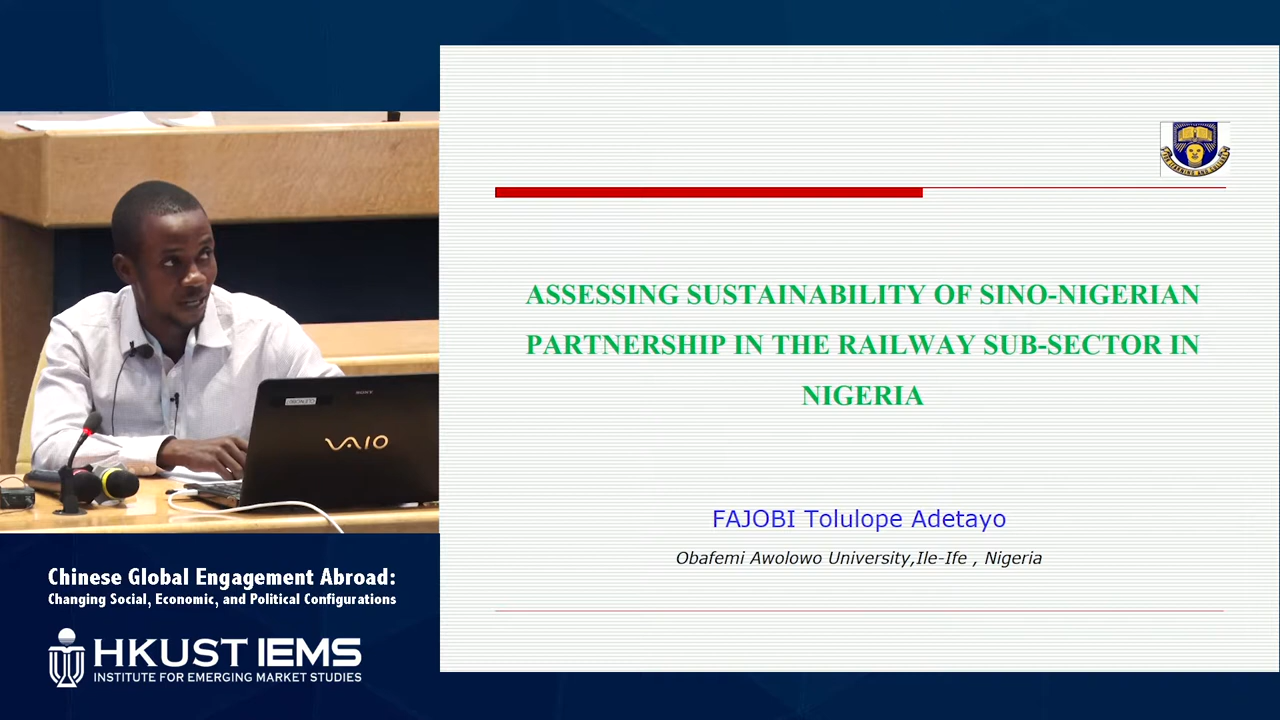 ASSESSING SUSTAINABILITY OF SINO-NIGERIAN
PARTNERSHIP IN THE RAILWAY SUB-SECTOR IN
NIGERIA
FAJOBI Tolulope Adetayo
Obafemi Awolowo University,Ile-Ife , Nigeria
SONY
VAIO
Chinese Global Engagement Abroad:
Changing Social, Economic, and Political Configurations
HKUST IEMS
INSTITUTE FOR EMERGING MARKET STUDIES